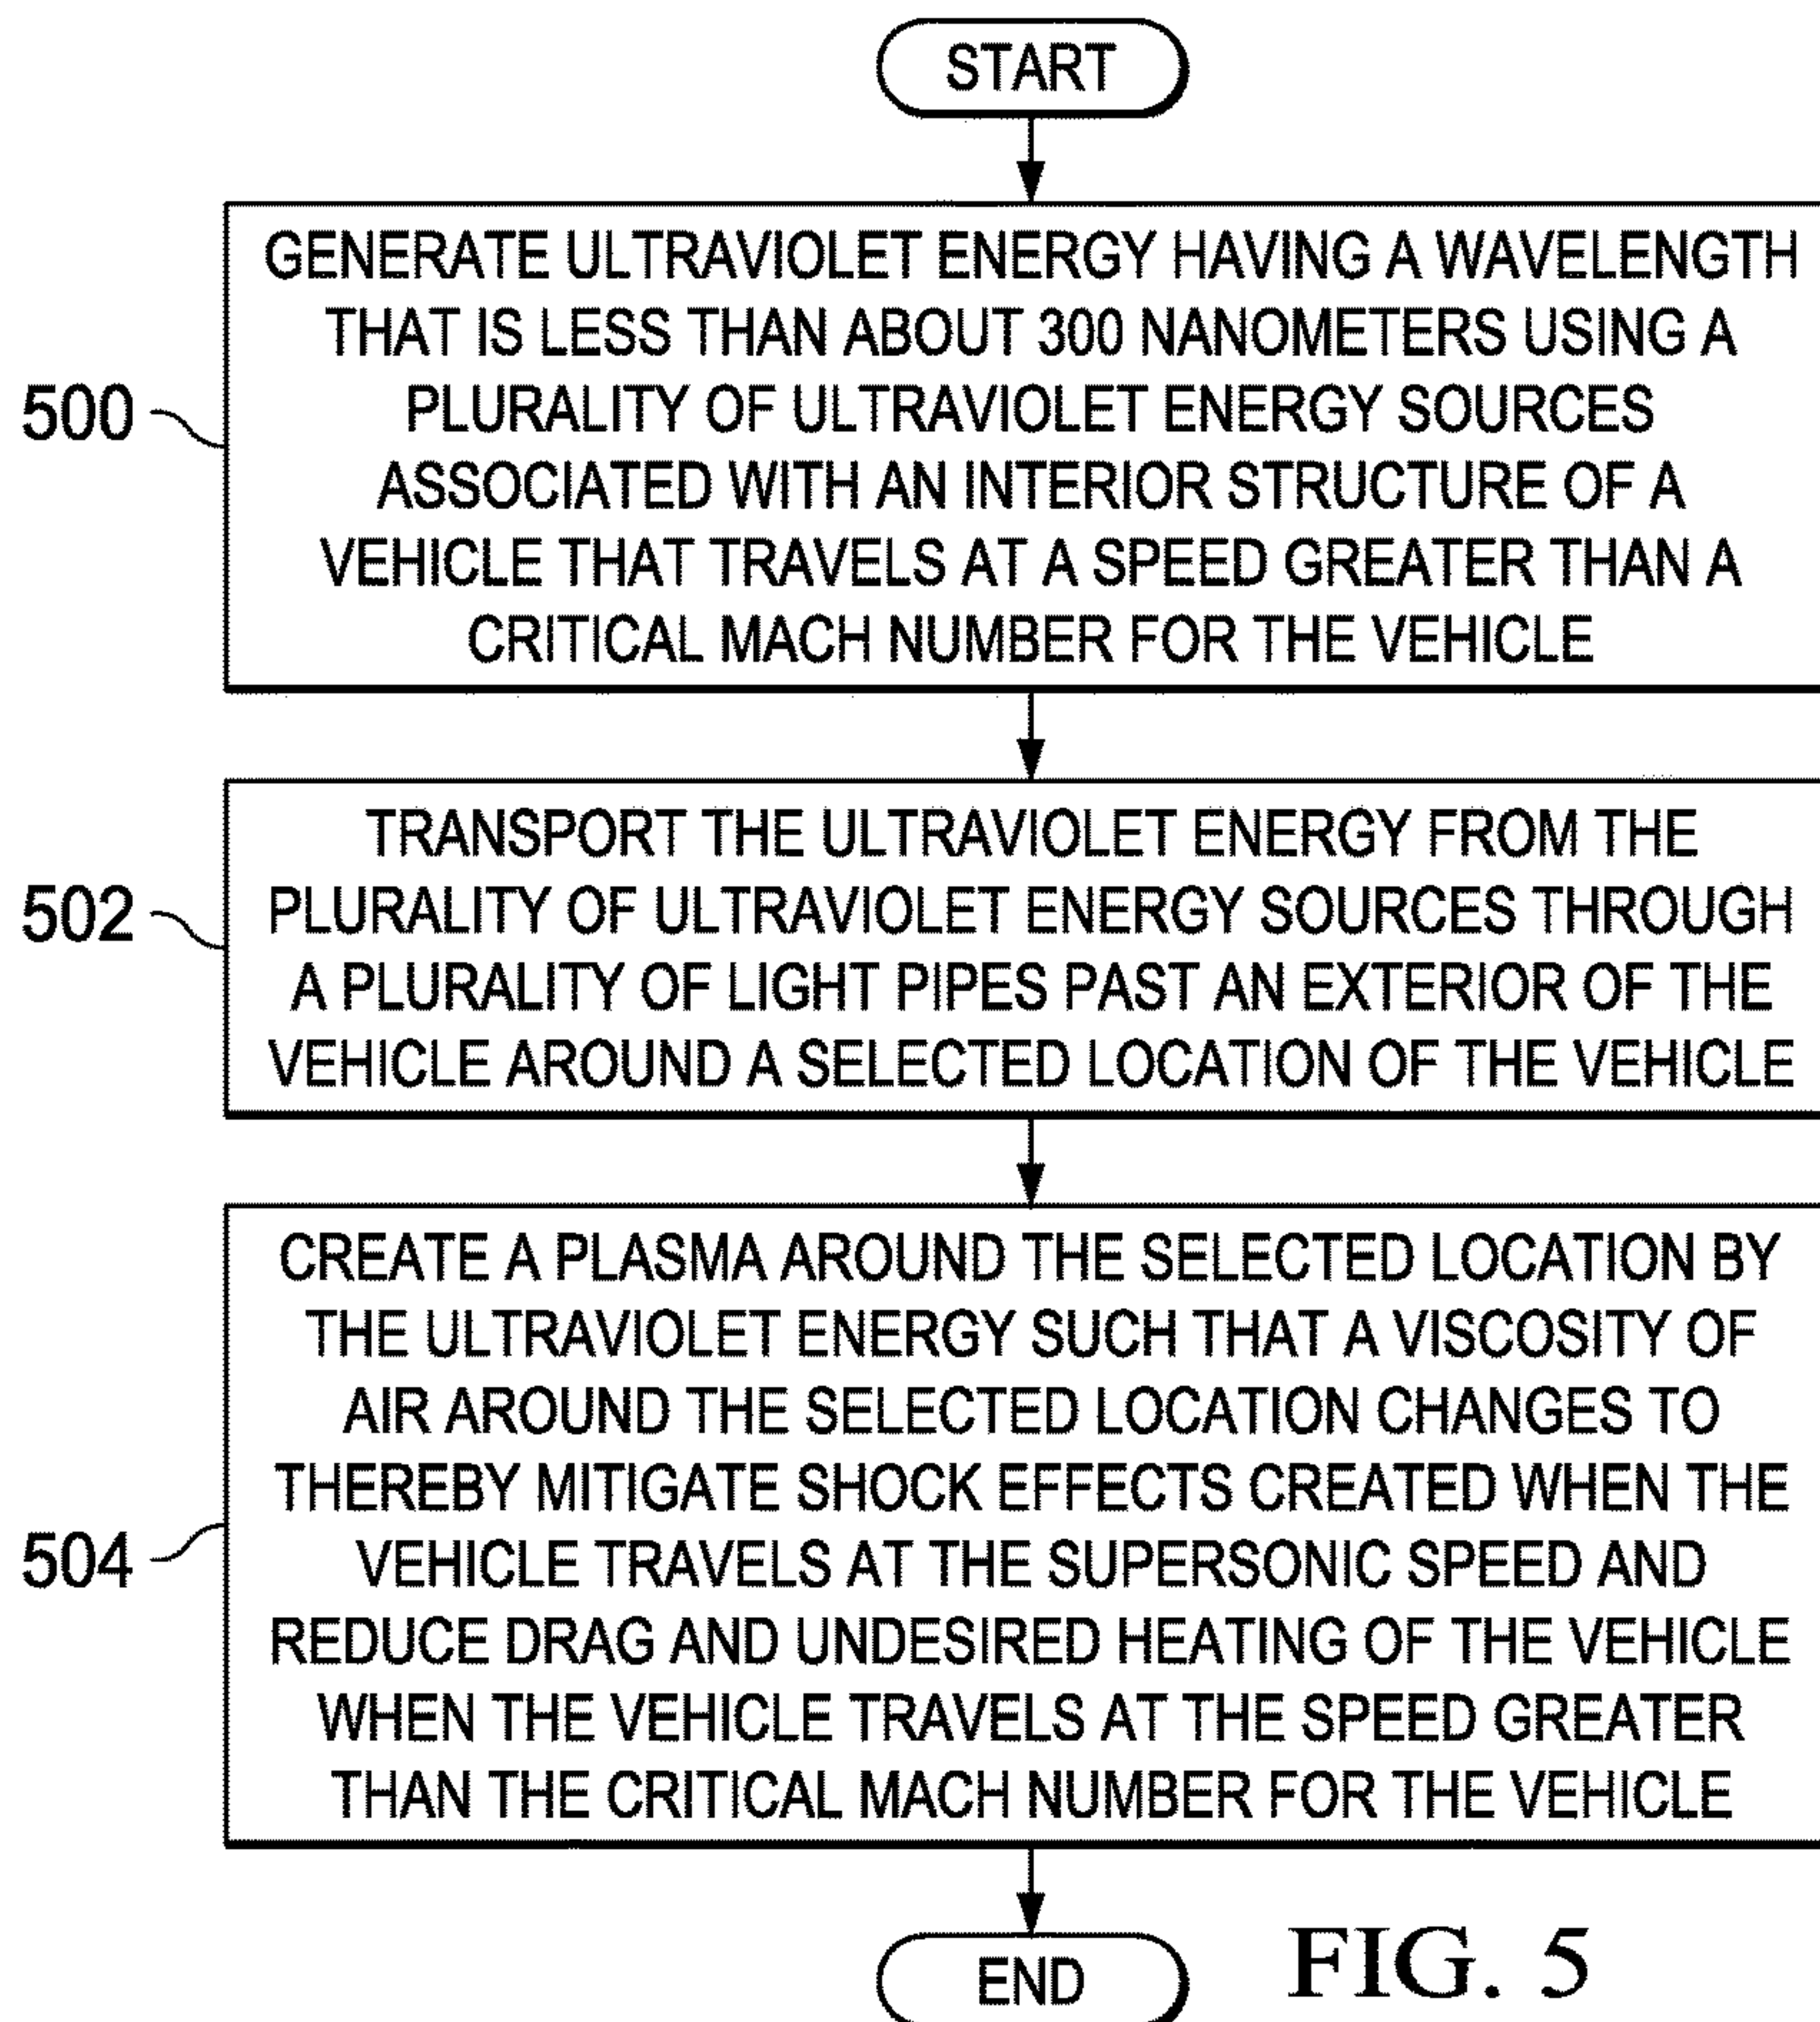 START
GENERATE ULTRAVIOLET ENERGY HAVING A WAVELENGTH
THAT IS LESS THAN ABOUT 300 NANOMETERS USING A
PLURALITY OF ULTRAVIOLET ENERGY SOURCES
ASSOCIATED WITH AN INTERIOR STRUCTURE OF A
VEHICLE THAT TRAVELS AT A SPEED GREATER THAN A
CRITICAL MACH NUMBER FOR THE VEHICLE
500
TRANSPORT THE ULTRAVIOLET ENERGY FROM THE
PLURALITY OF ULTRAVIOLET ENERGY SOURCES THROUGH
A PLURALITY OF LIGHT PIPES PAST AN EXTERIOR OF THE
VEHICLE AROUND A SELECTED LOCATION OF THE VEHICLE
502
CREATE A PLASMA AROUND THE SELECTED LOCATION BY
THE ULTRAVIOLET ENERGY SUCH THAT A VISCOSITY OF
AIR AROUND THE SELECTED LOCATION CHANGES TO
THEREBY MITIGATE SHOCK EFFECTS CREATED WHEN THE
VEHICLE TRAVELS AT THE SUPERSONIC SPEED AND
REDUCE DRAG AND UNDESIRED HEATING OF THE VEHICLE
WHEN THE VEHICLE TRAVELS AT THE SPEED GREATER
THAN THE CRITICAL MACH NUMBER FOR THE VEHICLE
504
END
FIG. 5